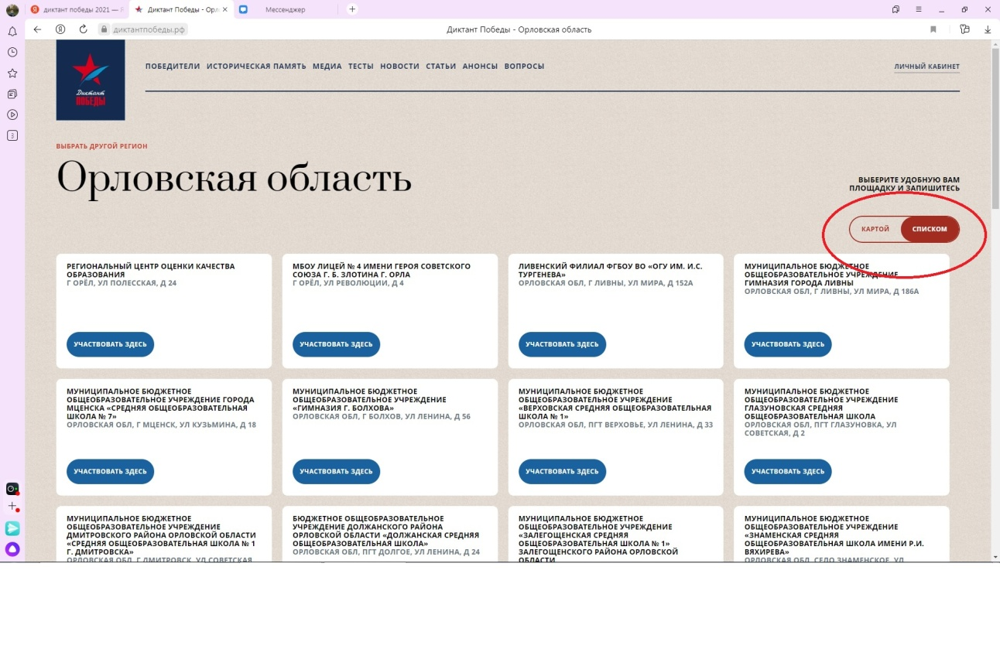 диктант победы 2021 — Я
Диктант Победы - Орл
Мессенджер
диктантпобеды.рф
Диктант Победы - Орловская область
Диктант
ПОБЕДЫ
ПОБЕДИТЕЛИ ИСТОРИЧЕСКАЯ ПАМЯТЬ МЕДИА ТЕСТЫ НОВОСТИ СТАТЬИ АНОНСЫ ВОПРОСЫ
ЛИЧНЫЙ КАБИНЕТ
3
ВЫБРАТЬ ДРУГОЙ РЕГИОН
Орловская область
ВЫБЕРИТЕ УДОБНУЮ ВАМ
ПЛОЩАДКУ И ЗАПИШИТЕСЬ
КАРТОЙ
СПИСКОМ
РЕГИОНАЛЬНЫЙ ЦЕНТР ОЦЕНКИ КАЧЕСТВА
ОБРАЗОВАНИЯ
Г ОРЁЛ, УЛ ПОЛЕССКАЯ, Д 24
УЧАСТВОВАТЬ ЗДЕСЬ
МБОУ ЛИЦЕЙ № 4 ИМЕНИ ГЕРОЯ СОВЕТСКОГО
СОЮЗА Г. Б. ЗЛОТИНА Г. ОРЛА
Г ОРЁЛ, УЛ РЕВОЛЮЦИИ, Д 4
УЧАСТВОВАТЬ ЗДЕСЬ
ЛИВЕНСКИЙ ФИЛИАЛ ФГБОУ ВО «ОГУ ИМ. И.С.
ТУРГЕНЕВА»
ОРЛОВСКАЯ ОБЛ, Г ЛИВНЫ, УЛ МИРА, Д 152А
УЧАСТВОВАТЬ ЗДЕСЬ
МУНИЦИПАЛЬНОЕ БЮДЖЕТНОЕ
ОБЩЕОБРАЗОВАТЕЛЬНОЕ УЧРЕЖДЕНИЕ
ГИМНАЗИЯ ГОРОДА ЛИВНЫ
ОРЛОВСКАЯ ОБЛ, Г ЛИВНЫ, УЛ МИРА, Д 186А
УЧАСТВОВАТЬ ЗДЕСЬ
МУНИЦИПАЛЬНОЕ БЮДЖЕТНОЕ
ОБЩЕОБРАЗОВАТЕЛЬНОЕ УЧРЕЖДЕНИЕ ГОРОДА
МЦЕНСКА «СРЕДНЯЯ ОБЩЕОБРАЗОВАТЕЛЬНАЯ
ШКОЛА № 7»
ОРЛОВСКАЯ ОБЛ, Г МЦЕНСК, УЛ КУЗЬМИНА, Д 18
УЧАСТВОВАТЬ ЗДЕСЬ
МУНИЦИПАЛЬНОЕ БЮДЖЕТНОЕ
ОБЩЕОБРАЗОВАТЕЛЬНОЕ УЧРЕЖДЕНИЕ
«ГИМНАЗИЯ Г. БОЛХОВА»
ОРЛОВСКАЯ ОБЛ, Г БОЛХОВ, УЛ ЛЕНИНА, Д 56
УЧАСТВОВАТЬ ЗДЕСЬ
МУНИЦИПАЛЬНОЕ БЮДЖЕТНОЕ
ОБЩЕОБРАЗОВАТЕЛЬНОЕ УЧРЕЖДЕНИЕ
«ВЕРХОВСКАЯ СРЕДНЯЯ ОБЩЕОБРАЗОВАТЕЛЬНАЯ
ШКОЛА № 1»
ОРЛОВСКАЯ ОБЛ, ПГТ ВЕРХОВЬЕ, УЛ ЛЕНИНА, Д 33
УЧАСТВОВАТЬ ЗДЕСЬ
МУНИЦИПАЛЬНОЕ БЮДЖЕТНОЕ
ОБЩЕОБРАЗОВАТЕЛЬНОЕ УЧРЕЖДЕНИЕ
ГЛАЗУНОВСКАЯ СРЕДНЯЯ
ОБЩЕОБРАЗОВАТЕЛЬНАЯ ШКОЛА
ОРЛОВСКАЯ ОБЛ, ПГТ ГЛАЗУНОВКА, УЛ
СОВЕТСКАЯ, Д 2
УЧАСТВОВАТЬ ЗДЕСЬ
МУНИЦИПАЛЬНОЕ БЮДЖЕТНОЕ
ОБЩЕОБРАЗОВАТЕЛЬНОЕ УЧРЕЖДЕНИЕ
ДМИТРОВСКОГО РАЙОНА ОРЛОВСКОЙ ОБЛАСТИ
«СРЕДНЯЯ ОБЩЕОБРАЗОВАТЕЛЬНАЯ ШКОЛА № 1
Г. ДМИТРОВСКА»
ОРЛОВСКАЯ ОБЛ, Г ДМИТРОВСК, УЛ СОВЕТСКАЯ
БЮДЖЕТНОЕ ОБЩЕОБРАЗОВАТЕЛЬНОЕ
УЧРЕЖДЕНИЕ ДОЛЖАНСКОГО РАЙОНА
ОРЛОВСКОЙ ОБЛАСТИ «ДОЛЖАНСКАЯ СРЕДНЯЯ
ОБЩЕОБРАЗОВАТЕЛЬНАЯ ШКОЛА»
ОРЛОВСКАЯ ОБЛ, ПГТ ДОЛГОЕ, УЛ ЛЕНИНА, Д 24
МУНИЦИПАЛЬНОЕ БЮДЖЕТНОЕ
ОБЩЕОБРАЗОВАТЕЛЬНОЕ УЧРЕЖДЕНИЕ
«ЗАЛЕГОЩЕНСКАЯ СРЕДНЯЯ
ОБЩЕОБРАЗОВАТЕЛЬНАЯ ШКОЛА № 1»
ЗАЛЕГОЩЕНСКОГО РАЙОНА ОРЛОВСКОЙ
ОБЛАСТИ
МУНИЦИПАЛЬНОЕ БЮДЖЕТНОЕ
ОБЩЕОБРАЗОВАТЕЛЬНОЕ УЧРЕЖДЕНИЕ
«ЗНАМЕНСКАЯ СРЕДНЯЯ
ОБЩЕОБРАЗОВАТЕЛЬНАЯ ШКОЛА ИМЕНИ Р.И.
ВЯХИРЕВА»
ОРЛОВСКАЯ ОБЛ, СЕЛО ЗНАМЕНСКОЕ, УЛ